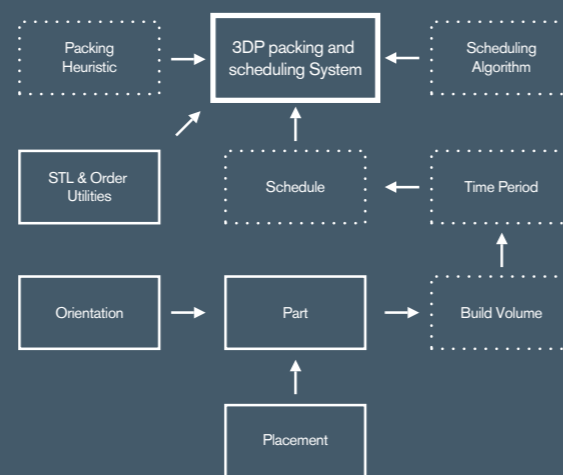 Packing
Heuristic
3DP packing and
scheduling System
Scheduling
Algorithm
STL & Order
Utilities
Schedule
Time Period
Orientation
Part
Build Volume
Placement